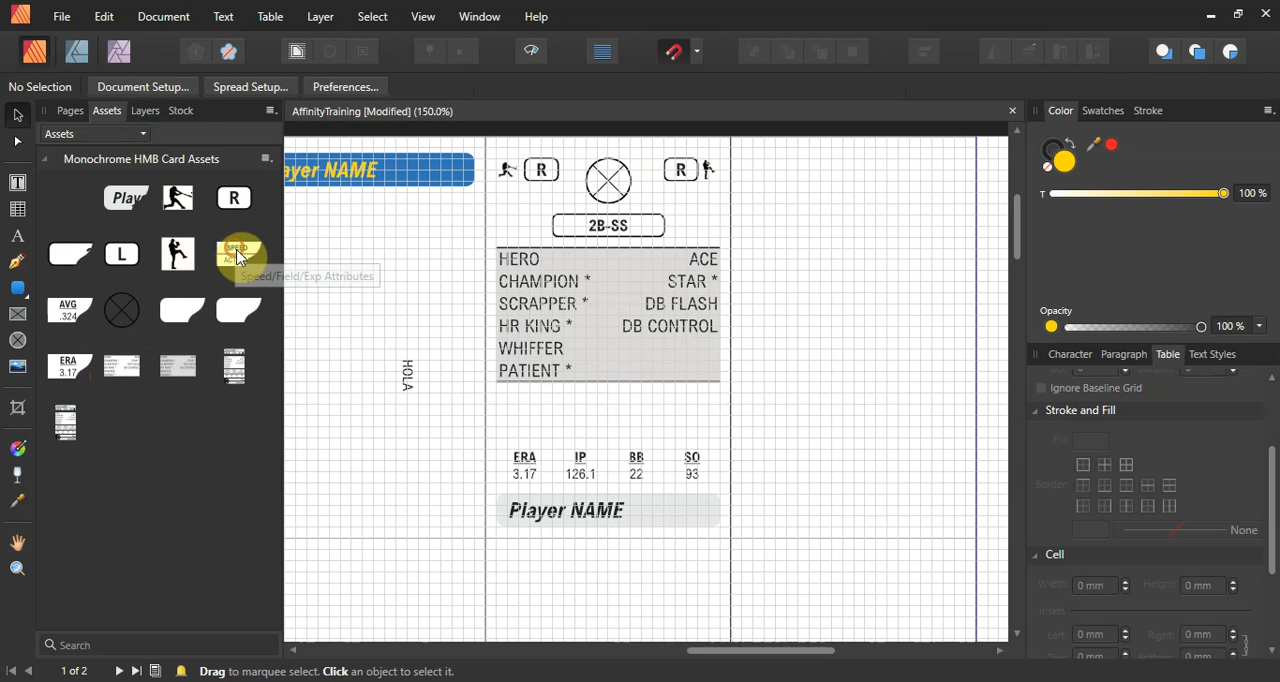 File Edit Document Text Table Layer Select View Window Help
No Selection Document Setup... Spread Setup... Preferences...
Pages Assets Layers Stock
AffinityTraining [Modified] (150.0%)
Color Swatches Stroke
Assets
Monochrome HMB Card Assets
Play
R
L
SPEED
Speed/Field/Exp Attributes
AVG
.324
ERA
3.17
ayer NAME
R
R
2B-SS
HERO ACE
CHAMPION * STAR *
SCRAPPER * DB FLASH
HR KING * DB CONTROL
WHIFFER
PATIENT *
HOLA
ERA IP BB SO
3.17 126.1 22 93
Player NAME
T 100 %
Opacity
100 %
Character Paragraph Table Text Styles
Ignore Baseline Grid
Stroke and Fill
Fill:
Border:
None
Cell
Width: 0 mm Height: 0 mm
Insets
Left: 0 mm Right: 0 mm
0 mm 0 mm
Search
1 of 2
Drag to marquee select. Click an object to select it.